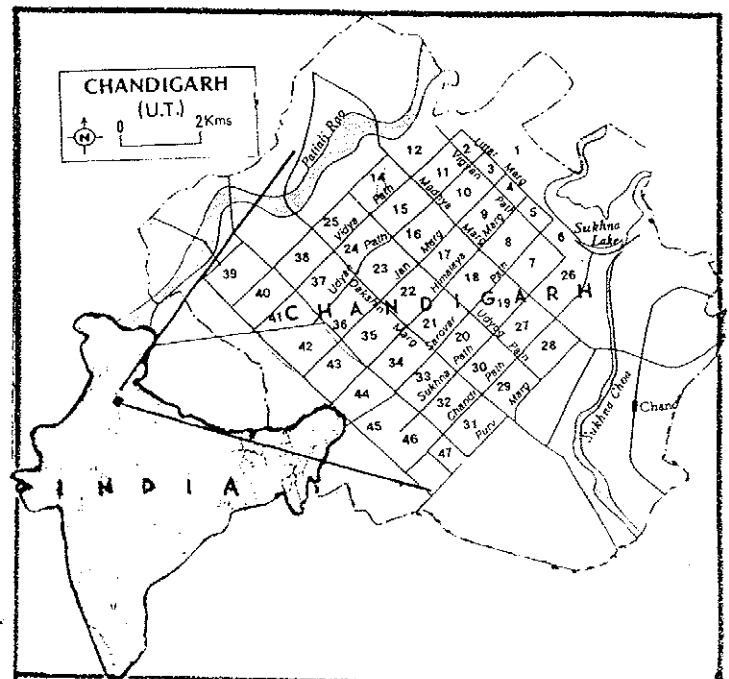 CHANDIGARH
(U.T.)
0 2Kms
N
Patiali Rao
Uttar Marg
Vigyan Path
Madhya Marg
Vidya Path
Udyan Path
Jan Marg
Himalaya Marg
Dakshin Marg
Sarovar Path
Sukhna Path
Chandi Path
Udyog Path
Purv Marg
Sukhna Lake
Sukhna Choa
Chand
CHANDIGARH
INDIA
1
2
3
4
5
6
7
8
9
10
11
12
14
15
16
17
18
19
20
21
22
23
24
25
26
27
28
29
30
31
32
33
34
35
36
37
38
39
40
41
42
43
44
45
46
47